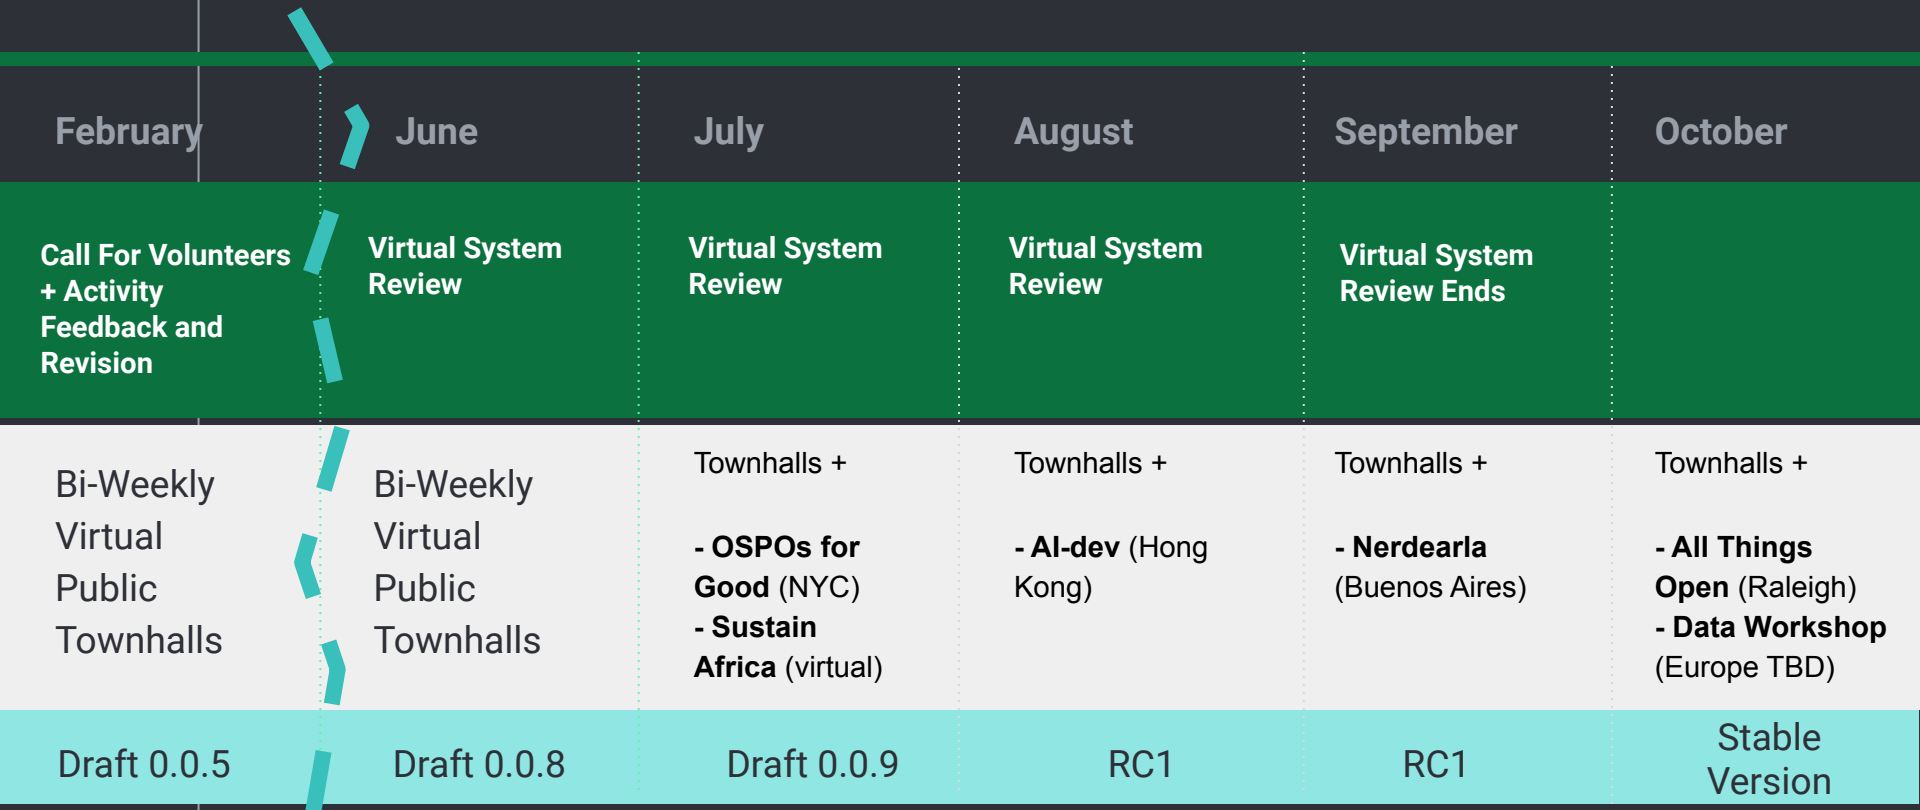 February
June
July
August
September
October
Call For Volunteers
+ Activity
Feedback and
Revision
Virtual System
Review
Virtual System
Review
Virtual System
Review
Virtual System
Review Ends
Bi-Weekly
Virtual
Public
Townhalls
Bi-Weekly
Virtual
Public
Townhalls
Townhalls +
- OSPOs for
Good (NYC)
- Sustain
Africa (virtual)
Townhalls +
- AI-dev (Hong
Kong)
Townhalls +
- Nerdearla
(Buenos Aires)
Townhalls +
- All Things
Open (Raleigh)
- Data Workshop
(Europe TBD)
Draft 0.0.5
Draft 0.0.8
Draft 0.0.9
RC1
RC1
Stable
Version